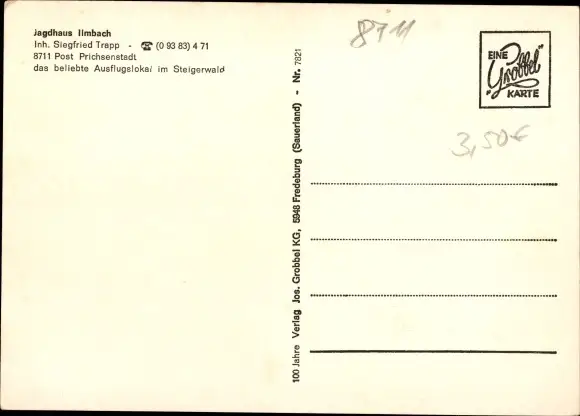 Jagdhaus Ilmbach
Inh. Siegfried Trapp - ☎ (0 93 83) 4 71
8711 Post Prichsenstadt
das beliebte Ausflugslokal im Steigerwald
8711
EINE
"Grobbel"
KARTE
3,50€
100 Jahre Verlag Jos. Grobbel KG, 5948 Fredeburg (Sauerland) - Nr. 7821